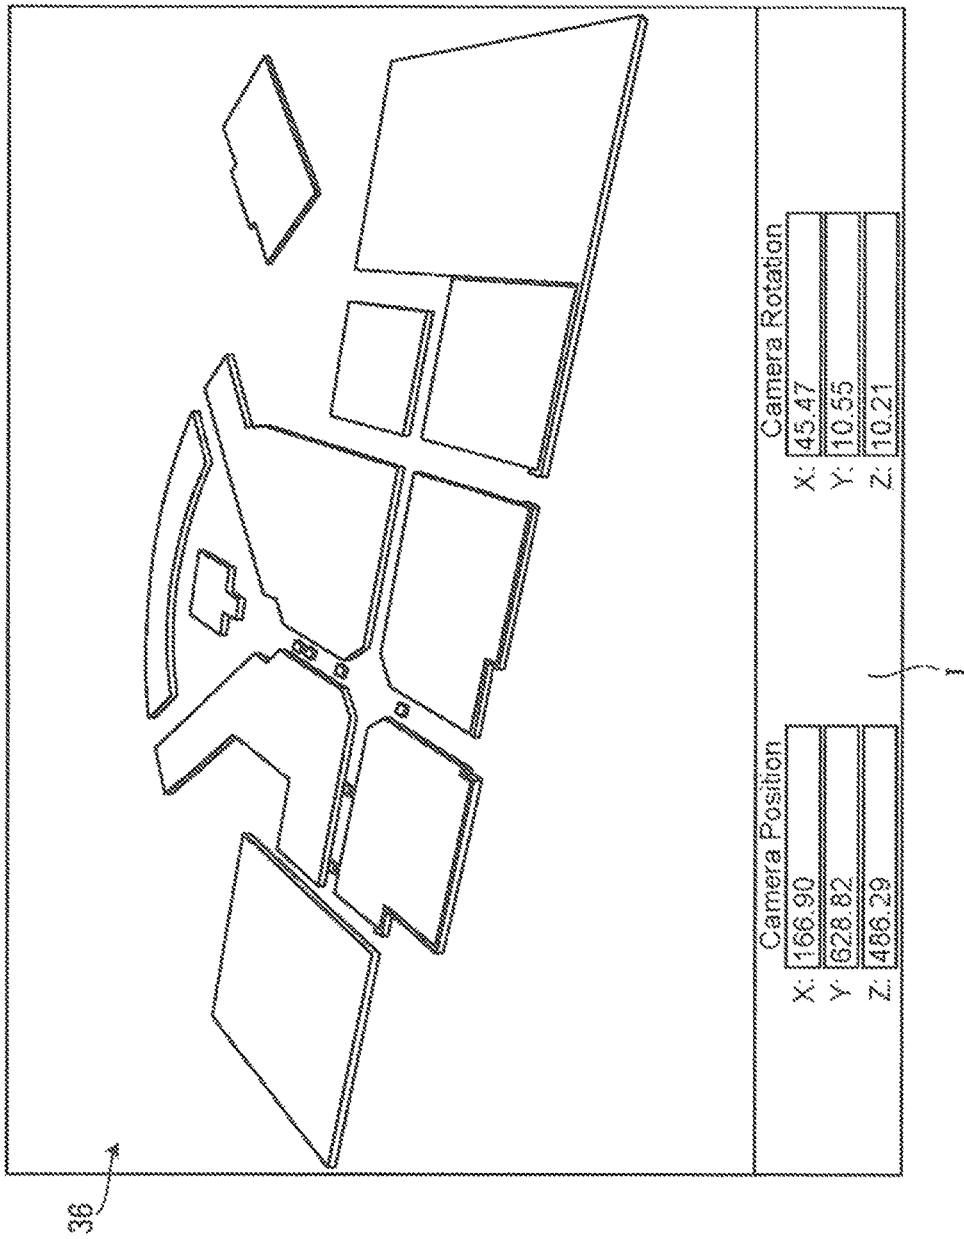 36
Camera Position
X: 166.90
Y: 628.82
Z: 486.29
Camera Rotation
X: 45.47
Y: 10.55
Z: 10.21